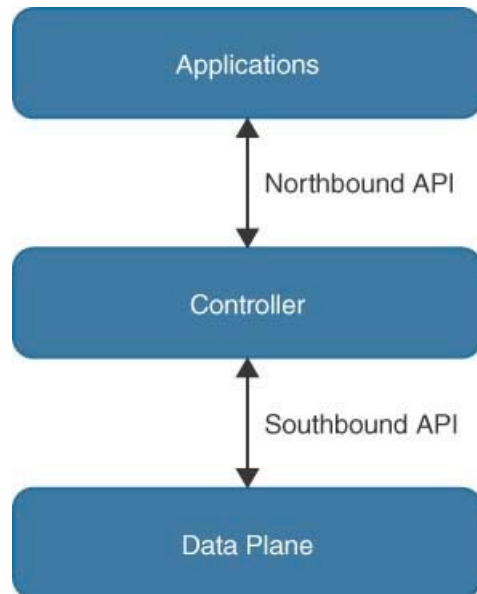 Applications
Northbound API
Controller
Southbound API
Data Plane